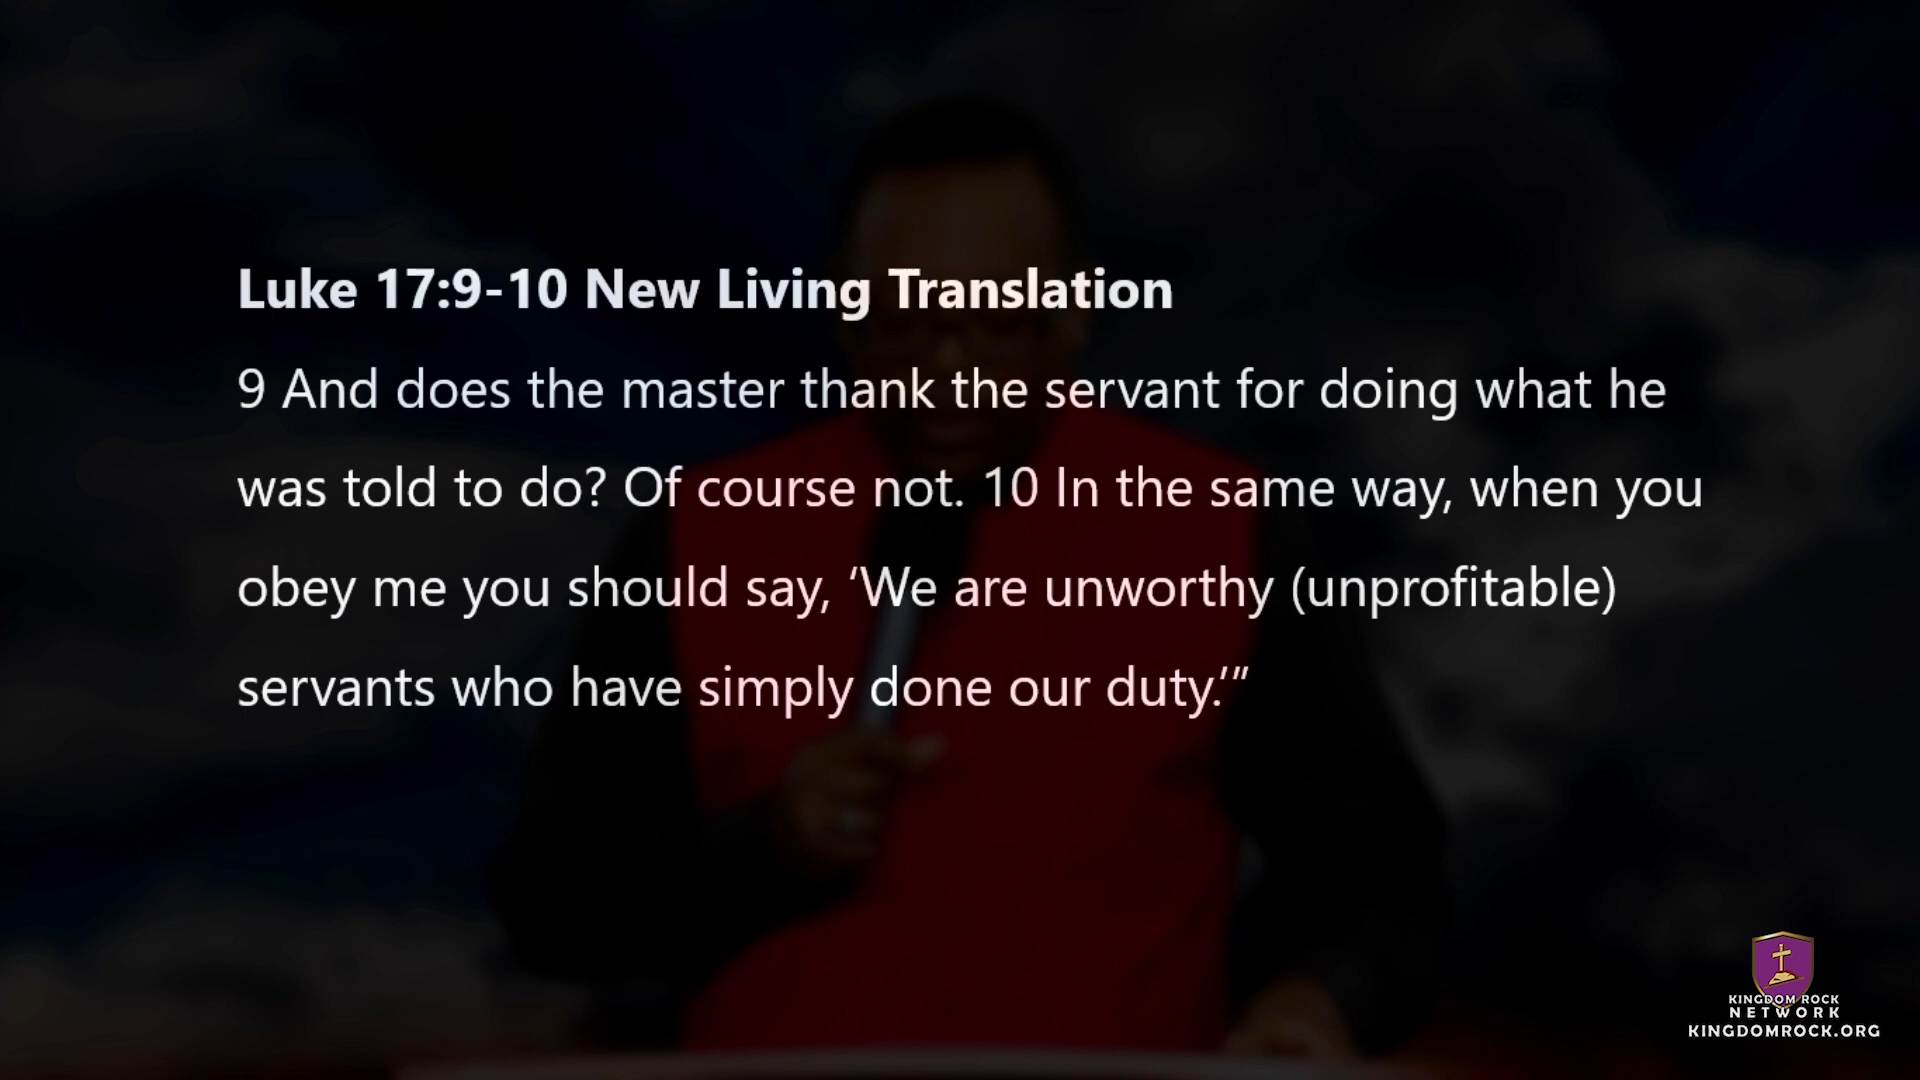 Luke 17:9-10 New Living Translation
9 And does the master thank the servant for doing what he
was told to do? Of course not. 10 In the same way, when you
obey me you should say, ‘We are unworthy (unprofitable)
servants who have simply done our duty.’”
KINGDOM ROCK
NETWORK
KINGDOMROCK.ORG